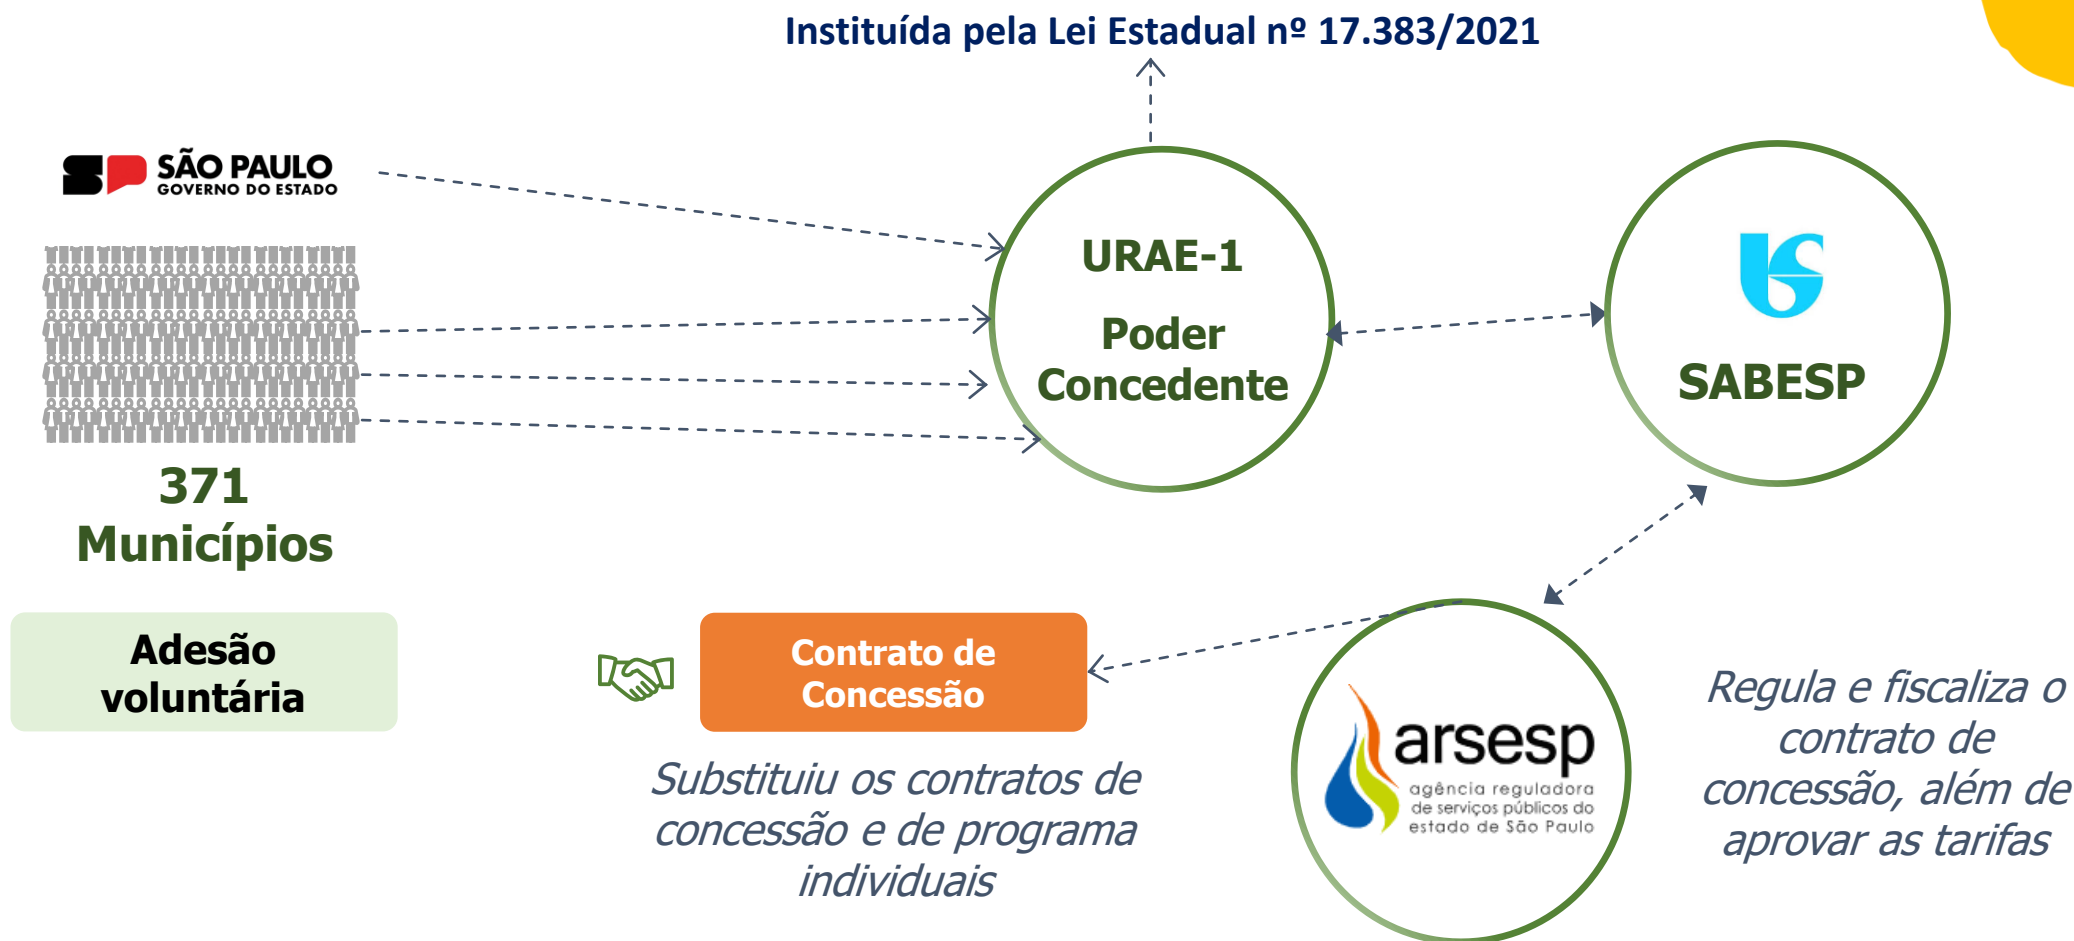 Instituída pela Lei Estadual nº 17.383/2021
SÃO PAULO
GOVERNO DO ESTADO
371
Municípios
Adesão
voluntária
URAE-1
Poder
Concedente
SABESP
Contrato de
Concessão
Substituiu os contratos de
concessão e de programa
individuais
arsesp
agência reguladora
de serviços públicos do
estado de São Paulo
Regula e fiscaliza o
contrato de
concessão, além de
aprovar as tarifas